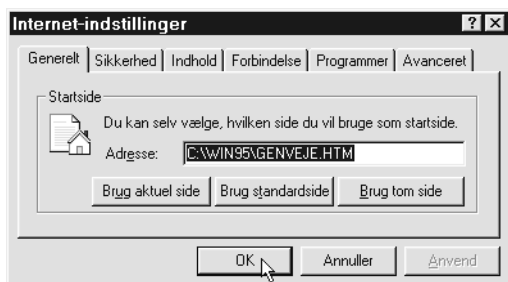 Internet-indstillinger
Generelt Sikkerhed Indhold Forbindelse Programmer Avanceret
Startside
Du kan selv vælge, hvilken side du vil bruge som startside.
Adresse: C:\WIN95\GENVEJE.HTM
Brug aktuel side Brug standardside Brug tom side
OK Annuller Anvend